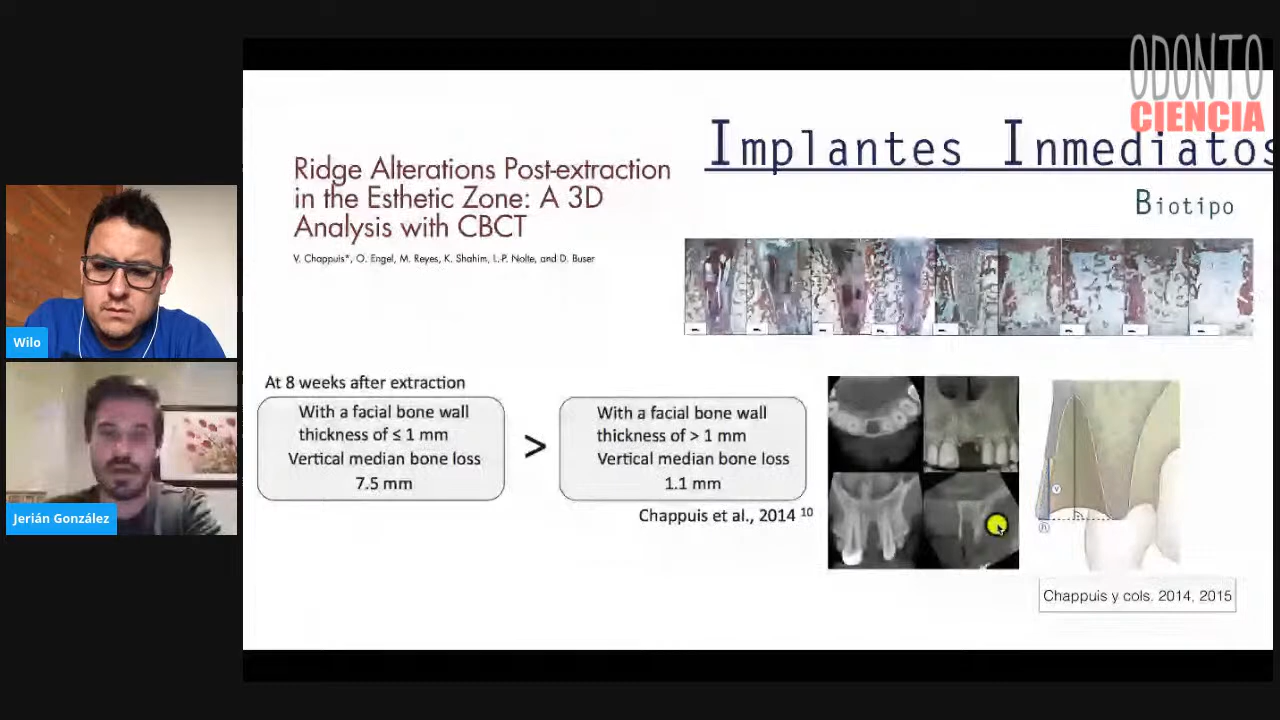 ODONTO
CIENCIA
Implantes Inmediatos
Biotipo
Ridge Alterations Post-extraction
in the Esthetic Zone: A 3D
Analysis with CBCT
V. Chappuis*, O. Engel, M. Reyes, K. Shahim, L.-P. Nolte, and D. Buser
Wilo
Jerián González
At 8 weeks after extraction
With a facial bone wall
thickness of ≤ 1 mm
Vertical median bone loss
7.5 mm
>
With a facial bone wall
thickness of > 1 mm
Vertical median bone loss
1.1 mm
Chappuis et al., 2014 10
Chappuis y cols. 2014, 2015